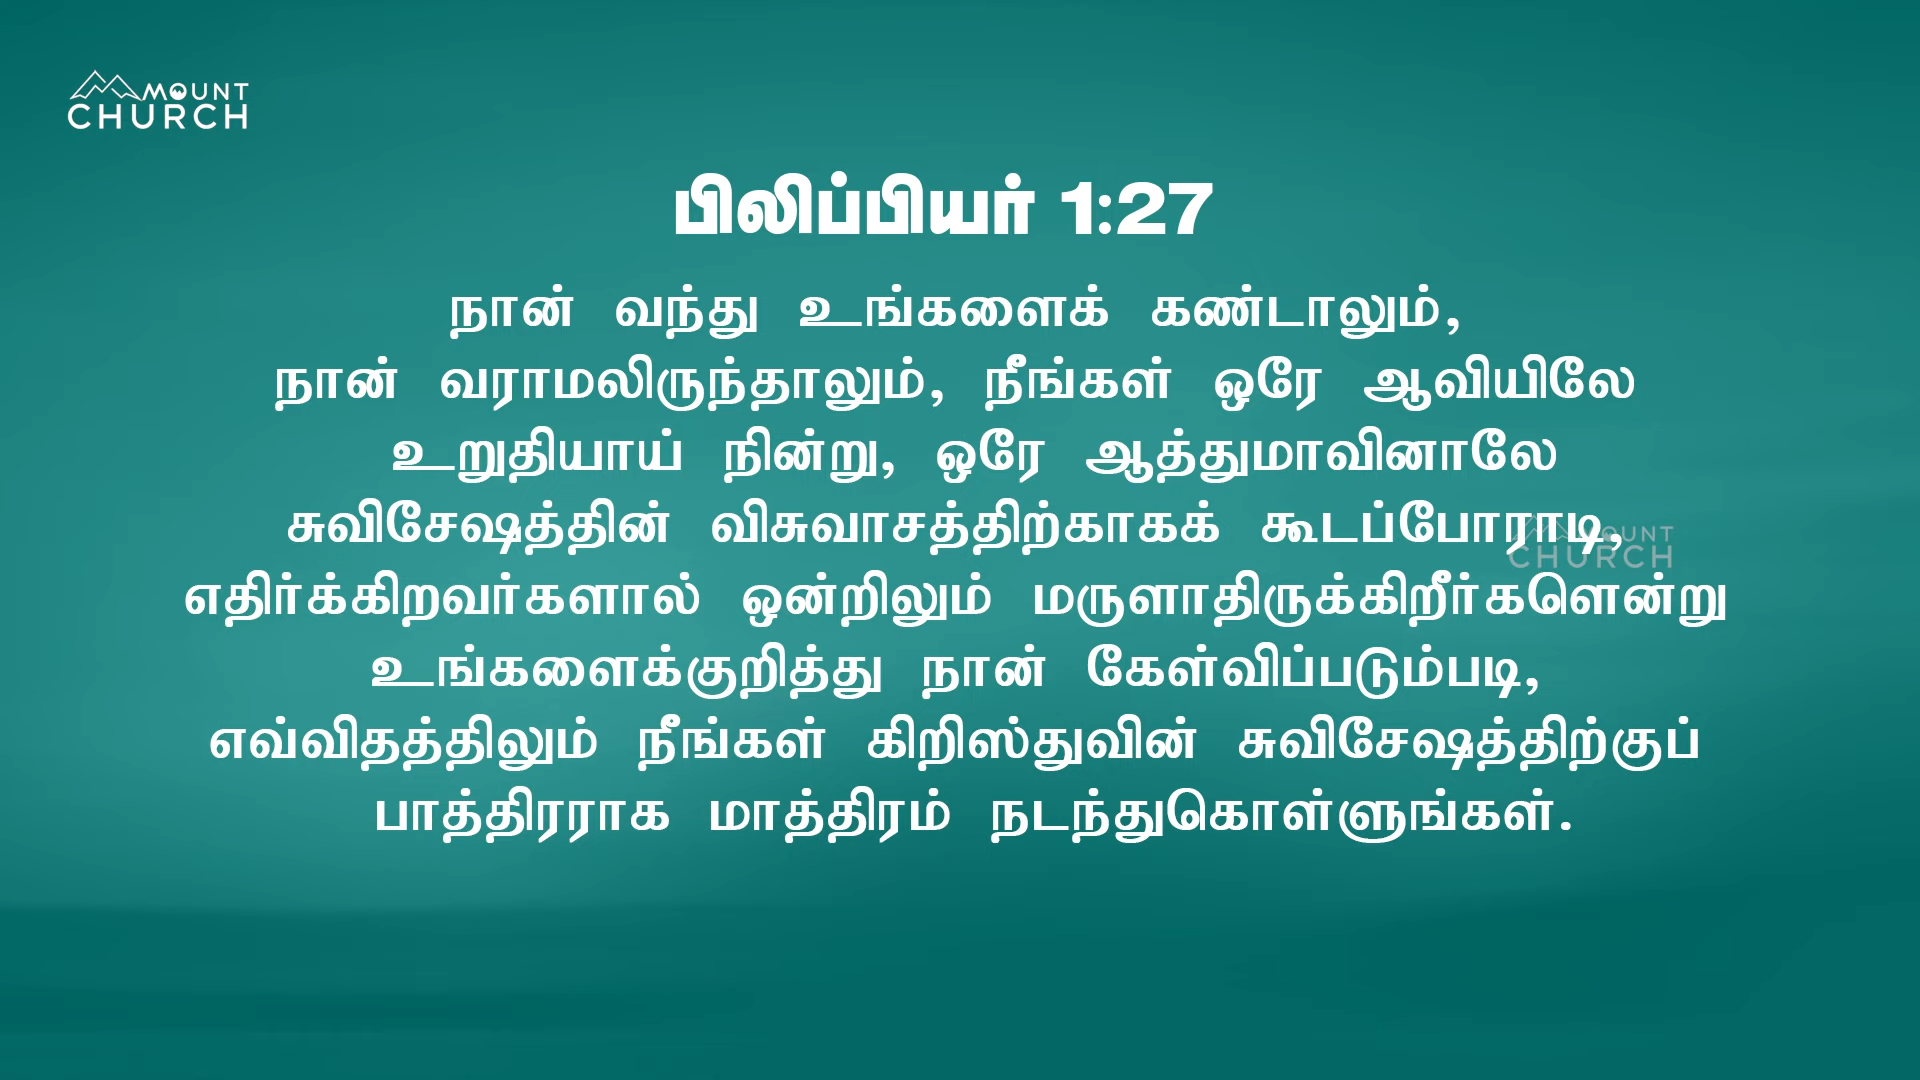 MOUNT
CHURCH
பிலிப்பியர் 1:27
நான் வந்து உங்களைக் கண்டாலும்,
நான் வராமலிருந்தாலும், நீங்கள் ஒரே ஆவியிலே
உறுதியாய் நின்று, ஒரே ஆத்துமாவினாலே
சுவிசேஷத்தின் விசுவாசத்திற்காகக் கூடப்போராடி,
MOUNT
CHURCH
எதிர்க்கிறவர்களால் ஒன்றிலும் மருளாதிருக்கிறீர்களென்று
உங்களைக்குறித்து நான் கேள்விப்படும்படி,
எவ்விதத்திலும் நீங்கள் கிறிஸ்துவின் சுவிசேஷத்திற்குப்
பாத்திரராக மாத்திரம் நடந்துகொள்ளுங்கள்.